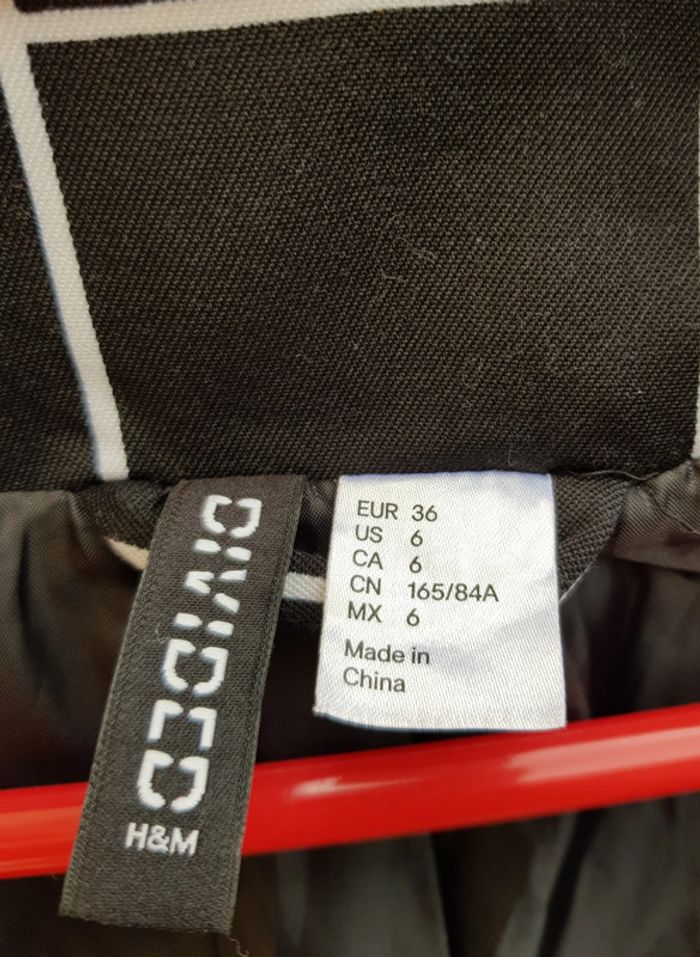 DIVIDED
H&M
EUR 36
US 6
CA 6
CN 165/84A
MX 6
Made in
China